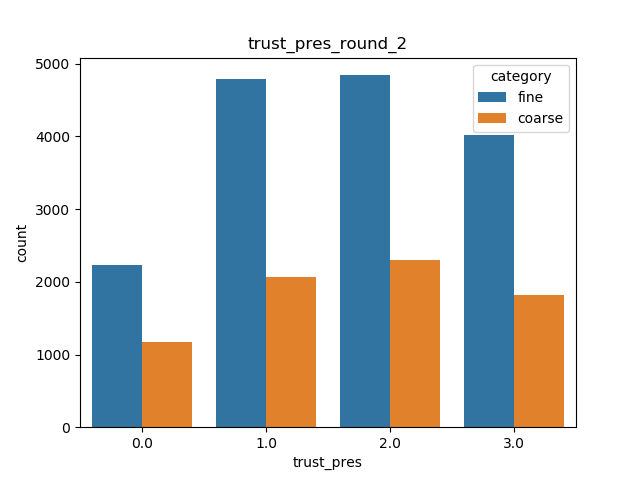 trust_pres_round_2
category
fine
coarse
5000
4000
3000
2000
1000
0
count
0.0 1.0 2.0 3.0
trust_pres